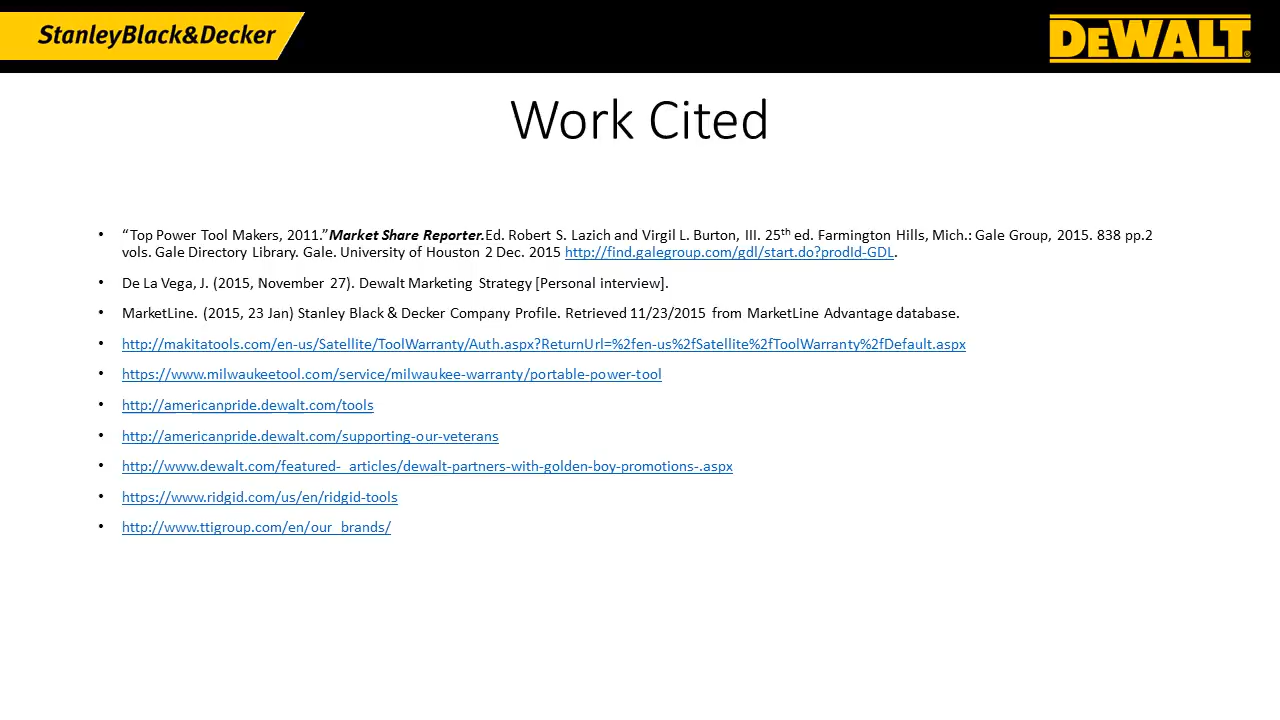 StanleyBlack&Decker
DEWALT®
Work Cited
• “Top Power Tool Makers, 2011.”Market Share Reporter.Ed. Robert S. Lazich and Virgil L. Burton, III. 25th ed. Farmington Hills, Mich.: Gale Group, 2015. 838 pp.2
vols. Gale Directory Library. Gale. University of Houston 2 Dec. 2015 http://find.galegroup.com/gdl/start.do?prodId-GDL.
• De La Vega, J. (2015, November 27). Dewalt Marketing Strategy [Personal interview].
• MarketLine. (2015, 23 Jan) Stanley Black & Decker Company Profile. Retrieved 11/23/2015 from MarketLine Advantage database.
• http://makitatools.com/en-us/Satellite/ToolWarranty/Auth.aspx?ReturnUrl=%2fen-us%2fSatellite%2fToolWarranty%2fDefault.aspx
• https://www.milwaukeetool.com/service/milwaukee-warranty/portable-power-tool
• http://americanpride.dewalt.com/tools
• http://americanpride.dewalt.com/supporting-our-veterans
• http://www.dewalt.com/featured-_articles/dewalt-partners-with-golden-boy-promotions-.aspx
• https://www.ridgid.com/us/en/ridgid-tools
• http://www.ttigroup.com/en/our_brands/